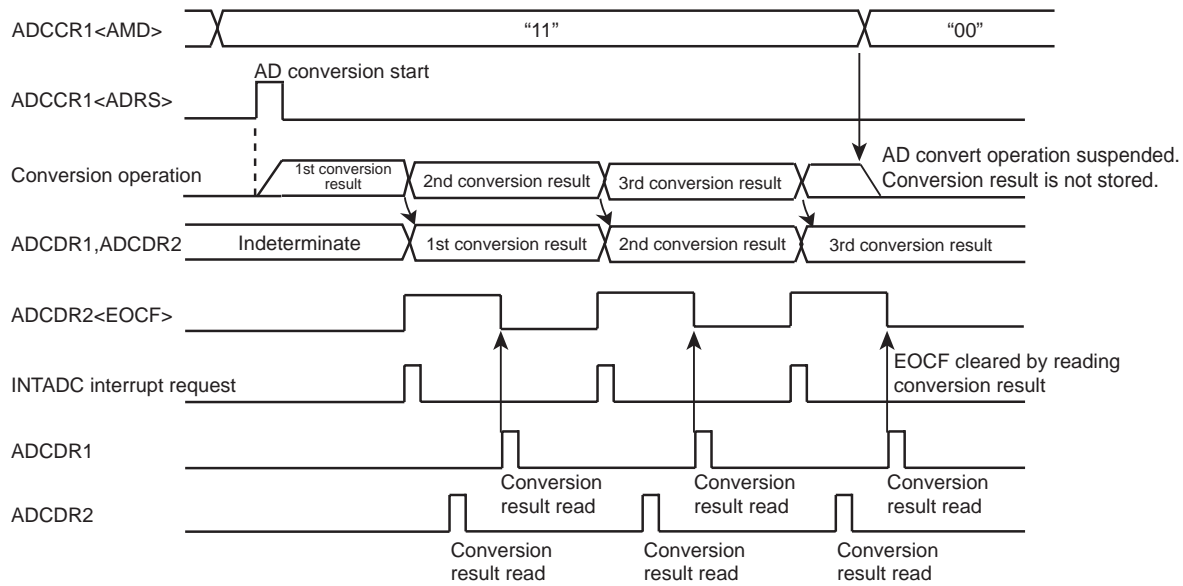 ADCCR1<AMD>
“11”
“00”
AD conversion start
ADCCR1<ADRS>
Conversion operation
1st conversion
result
2nd conversion result
3rd conversion result
AD convert operation suspended.
Conversion result is not stored.
ADCDR1,ADCDR2
Indeterminate
1st conversion result
2nd conversion result
3rd conversion result
ADCDR2<EOCF>
EOCF cleared by reading
conversion result
INTADC interrupt request
ADCDR1
Conversion
result read
Conversion
result read
Conversion
result read
ADCDR2
Conversion
result read
Conversion
result read
Conversion
result read